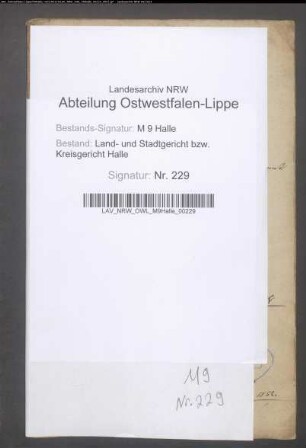 Landesarchiv NRW
Abteilung Ostwestfalen-Lippe
Bestands-Signatur: M 9 Halle
Bestand: Land- und Stadtgericht bzw.
Kreisgericht Halle
Signatur: Nr. 229
LAV_NRW_OWL_M9Halle_00229
M9
Nr. 229